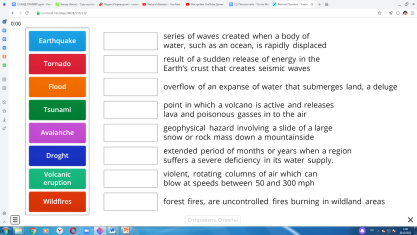 0:00
Earthquake
Tornado
Flood
Tsunami
Avalanche
Droght
Volcanic
eruption
Wildfires
series of waves created when a body of
water, such as an ocean, is rapidly displaced
result of a sudden release of energy in the
Earth's crust that creates seismic waves
overflow of an expanse of water that submerges land, a deluge
point in which a volcano is active and releases
lava and poisonous gasses in to the air
geophysical hazard involving a slide of a large
snow or rock mass down a mountainside
extended period of months or years when a region
suffers a severe deficiency in its water supply.
violent, rotating columns of air which can
blow at speeds between 50 and 300 mph
forest fires, are uncontrolled fires burning in wildland areas
Отправить Ответы